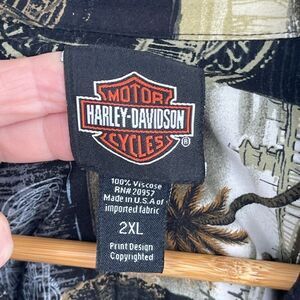 MOTOR
HARLEY-DAVIDSON
CYCLES
®
100% Viscose
RN# 20957
Made in U.S.A of
imported fabric
2XL
Print Design
Copyrighted